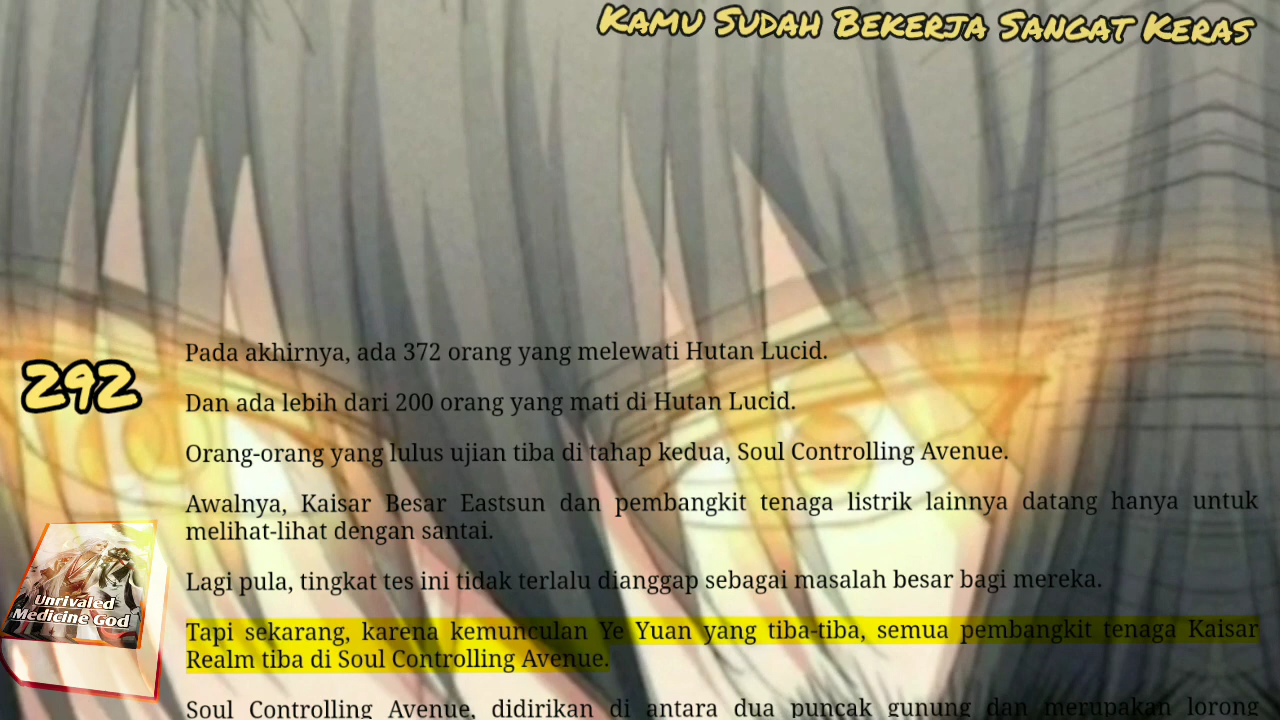 Kamu Sudah Bekerja Sangat Keras
Pada akhirnya, ada 372 orang yang melewati Hutan Lucid.
292
Dan ada lebih dari 200 orang yang mati di Hutan Lucid.
Orang-orang yang lulus ujian tiba di tahap kedua, Soul Controlling Avenue.
Awalnya, Kaisar Besar Eastsun dan pembangkit tenaga listrik lainnya datang hanya untuk
melihat-lihat dengan santai.
Lagi pula, tingkat tes ini tidak terlalu dianggap sebagai masalah besar bagi mereka.
Unrivaled
Medicine God
Tapi sekarang, karena kemunculan Ye Yuan yang tiba-tiba, semua pembangkit tenaga Kaisar
Realm tiba di Soul Controlling Avenue.
Soul Controlling Avenue, didirikan di antara dua puncak gunung dan merupakan lorong